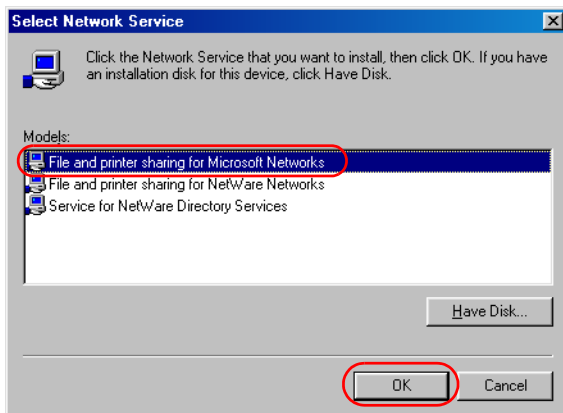 Select Network Service
Click the Network Service that you want to install, then click OK. If you have
an installation disk for this device, click Have Disk.
Models:
File and printer sharing for Microsoft Networks
File and printer sharing for NetWare Networks
Service for NetWare Directory Services
Have Disk...
OK
Cancel